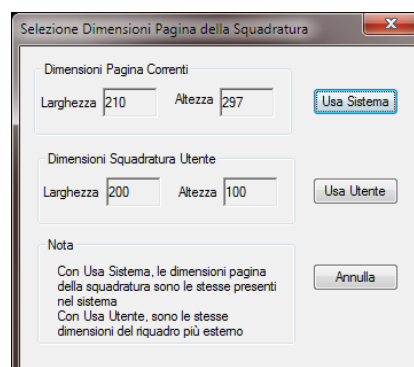 Selezione Dimensioni Pagina della Squadratura
Dimensioni Pagina Correnti
Larghezza 210 Altezza 297 Usa Sistema
Dimensioni Squadratura Utente
Larghezza 200 Altezza 100 Usa Utente
Nota
Con Usa Sistema, le dimensioni pagina
della squadratura sono le stesse presenti
nel sistema
Con Usa Utente, sono le stesse
dimensioni del riquadro più esterno
Annulla